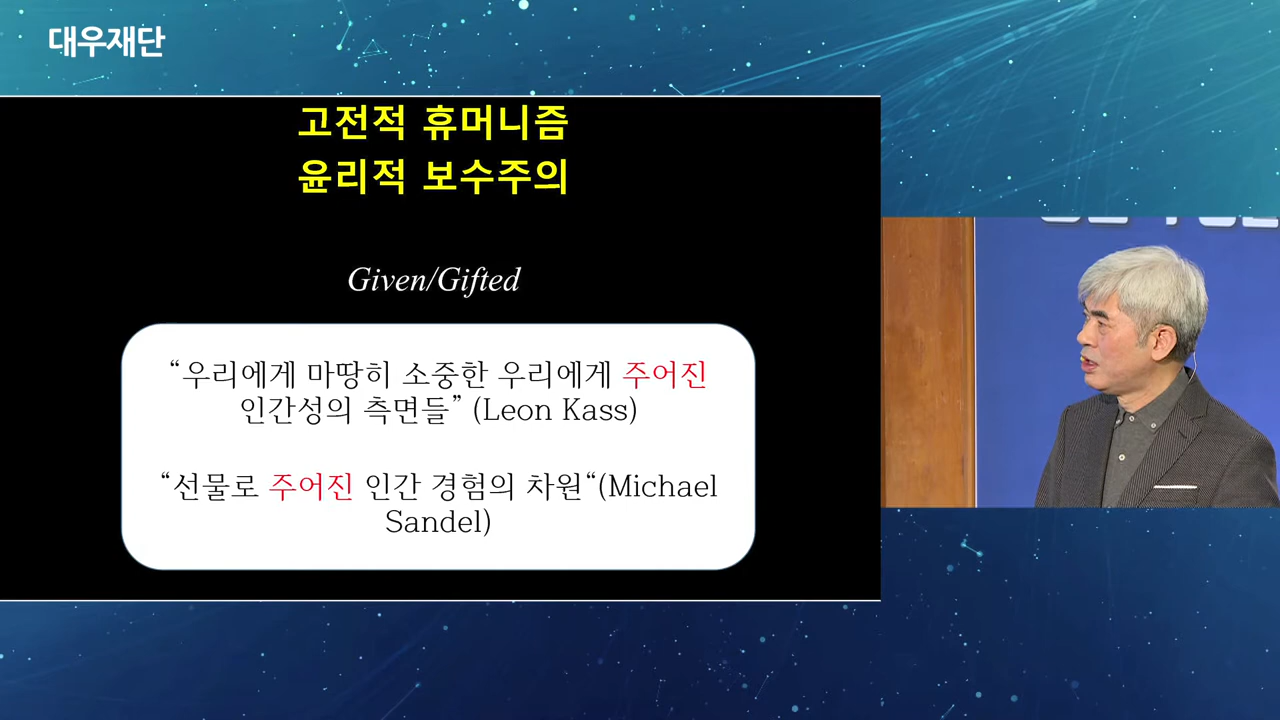 대우재단
고전적 휴머니즘
윤리적 보수주의
Given/Gifted
“우리에게 마땅히 소중한 우리에게 주어진
인간성의 측면들” (Leon Kass)
“선물로 주어진 인간 경험의 차원“(Michael
Sandel)